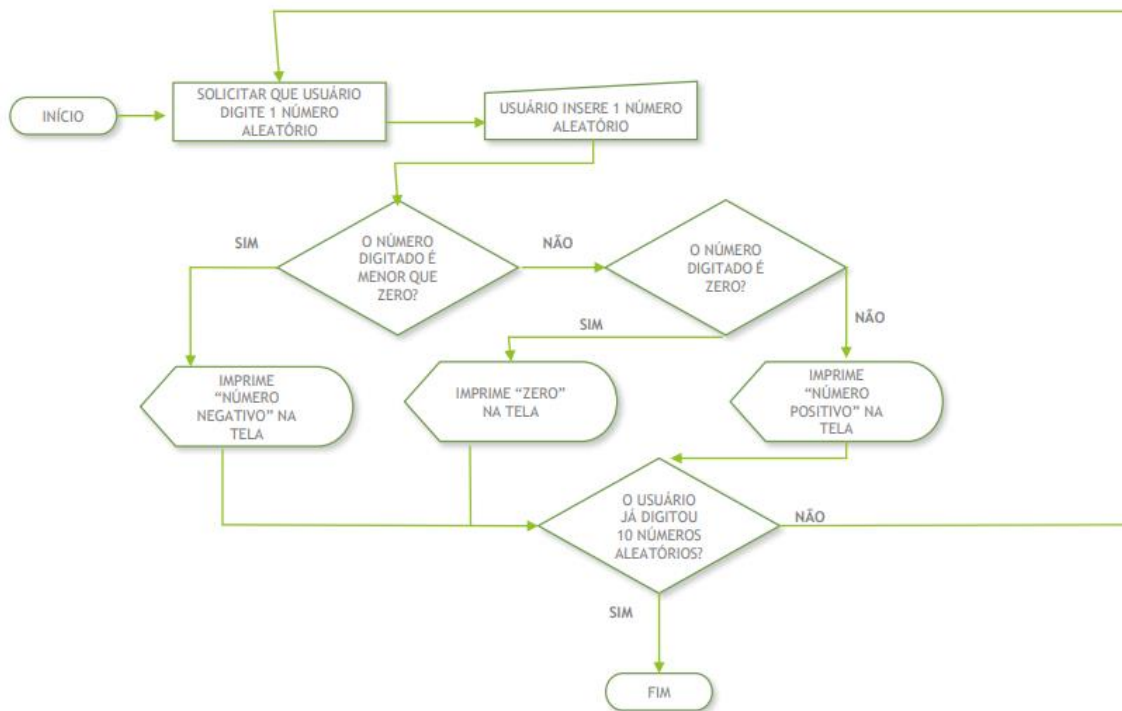 INÍCIO
SOLICITAR QUE USUÁRIO
DIGITE 1 NÚMERO
ALEATÓRIO
USUÁRIO INSERE 1 NÚMERO
ALEATÓRIO
SIM
O NÚMERO
DIGITADO É
MENOR QUE
ZERO?
NÃO
O NÚMERO
DIGITADO É
ZERO?
SIM
NÃO
IMPRIME
“NÚMERO
NEGATIVO” NA
TELA
IMPRIME “ZERO”
NA TELA
IMPRIME
“NÚMERO
POSITIVO” NA
TELA
O USUÁRIO
JÁ DIGITOU
10 NÚMEROS
ALEATÓRIOS?
NÃO
SIM
FIM